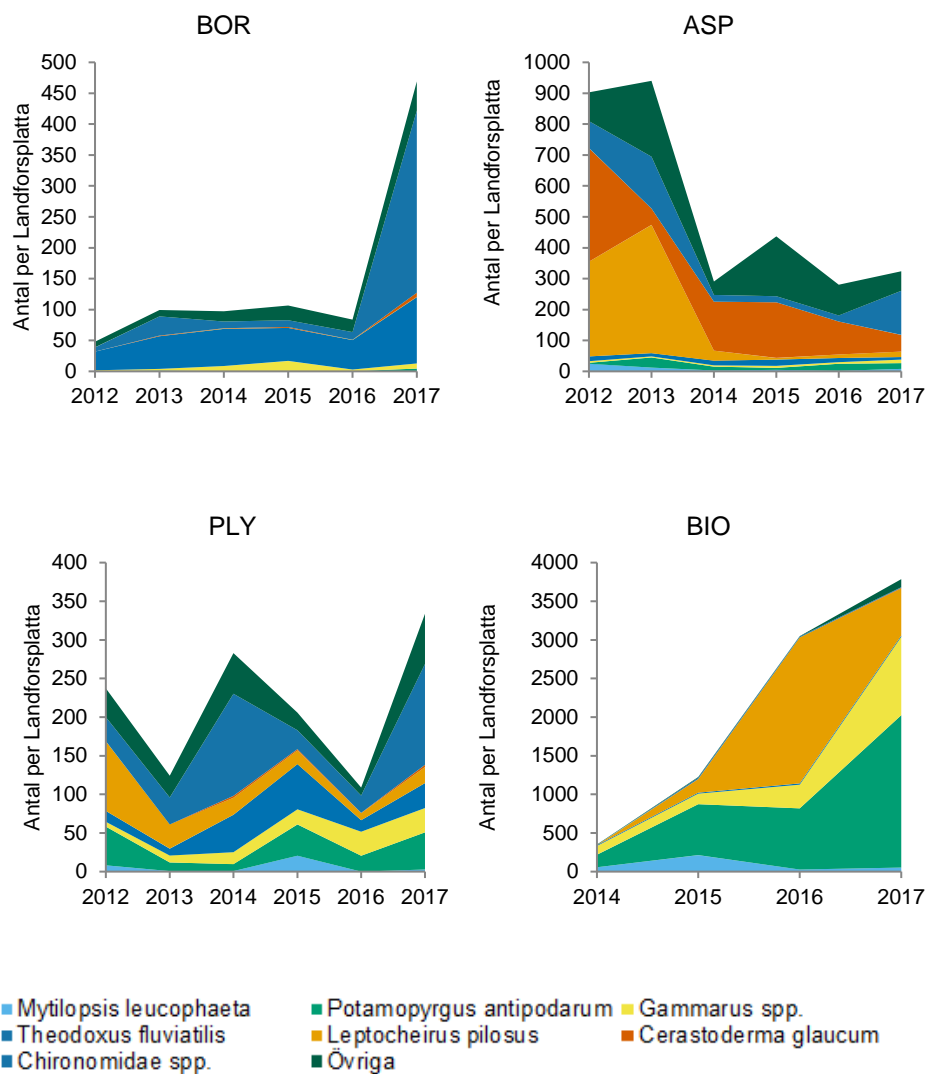 BOR
Antal per Landforsplatta
500
450
400
350
300
250
200
150
100
50
0
2012 2013 2014 2015 2016 2017
ASP
Antal per Landforsplatta
1000
900
800
700
600
500
400
300
200
100
0
2012 2013 2014 2015 2016 2017
PLY
Antal per Landforsplatta
400
350
300
250
200
150
100
50
0
2012 2013 2014 2015 2016 2017
BIO
Antal per Landforsplatta
4000
3500
3000
2500
2000
1500
1000
500
0
2014 2015 2016 2017
Mytilopsis leucophaeta Potamopyrgus antipodarum Gammarus spp.
Theodoxus fluviatilis Leptocheirus pilosus Cerastoderma glaucum
Chironomidae spp. Övriga